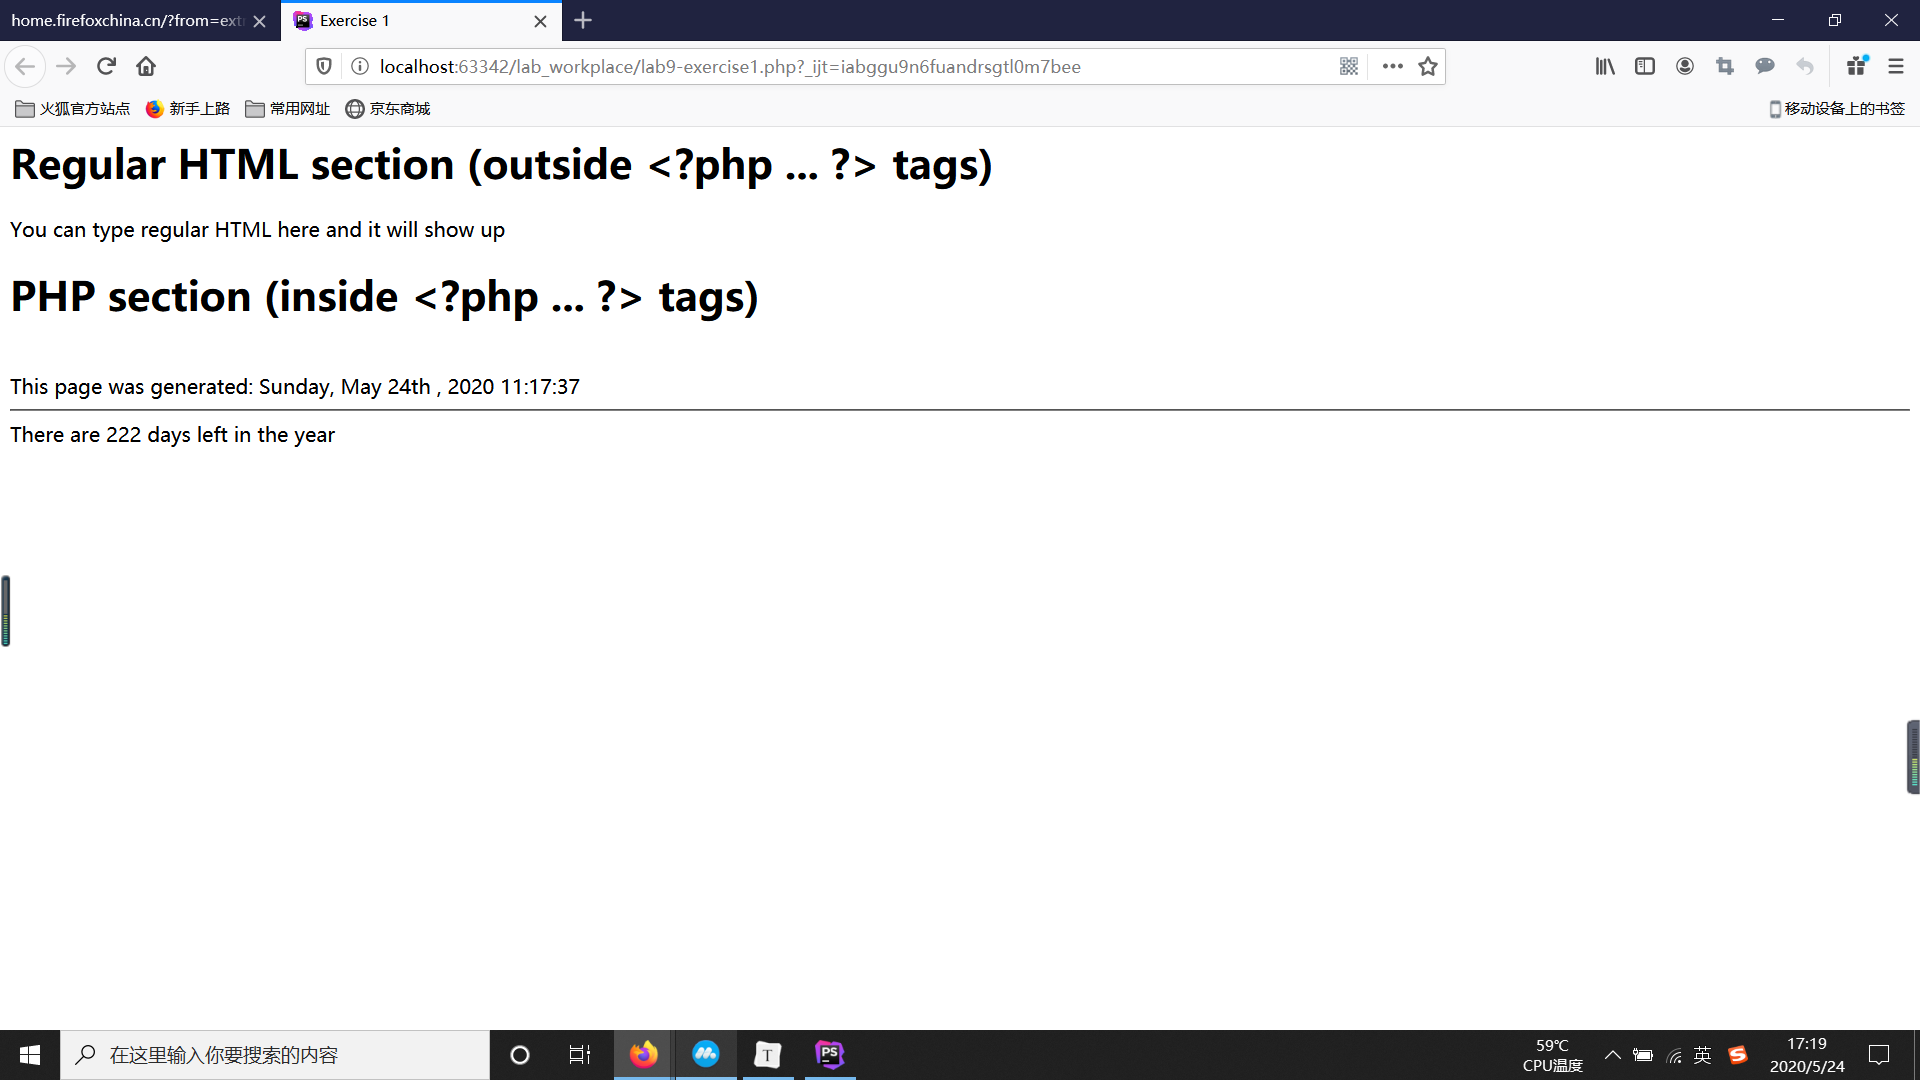 home.firefoxchina.cn/?from=ext
Exercise 1
localhost:63342/lab_workplace/lab9-exercise1.php?_ijt=iabggu9n6fuandrsgtl0m7bee
火狐官方站点
新手上路
常用网址
京东商城
移动设备上的书签
Regular HTML section (outside <?php ... ?> tags)
You can type regular HTML here and it will show up
PHP section (inside <?php ... ?> tags)
This page was generated: Sunday, May 24th , 2020 11:17:37
There are 222 days left in the year
在这里输入你要搜索的内容
T
PS
59℃
CPU温度
英
17:19
2020/5/24